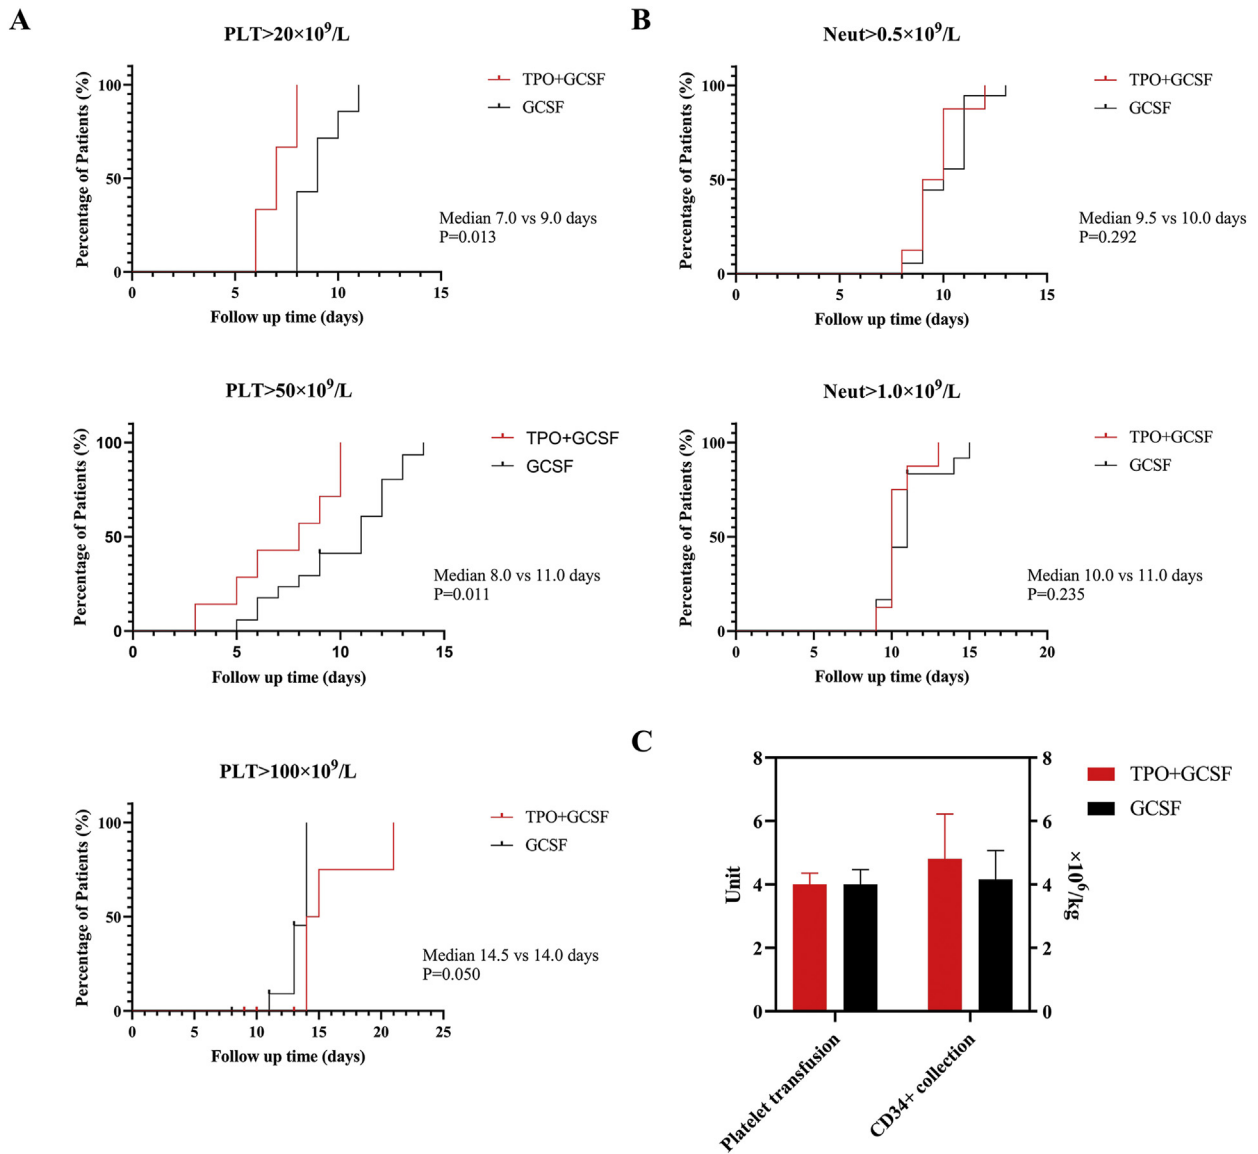 A
PLT>20×10⁹/L
Percentage of Patients (%)
100
50
0
0 5 10 15
Follow up time (days)
TPO+GCSF
GCSF
Median 7.0 vs 9.0 days
P=0.013
PLT>50×10⁹/L
Percentage of Patients (%)
100
50
0
0 5 10 15
Follow up time (days)
TPO+GCSF
GCSF
Median 8.0 vs 11.0 days
P=0.011
PLT>100×10⁹/L
Percentage of Patients (%)
100
50
0
0 5 10 15 20 25
Follow up time (days)
TPO+GCSF
GCSF
Median 14.5 vs 14.0 days
P=0.050
B
Neut>0.5×10⁹/L
Percentage of Patients (%)
100
50
0
0 5 10 15
Follow up time (days)
TPO+GCSF
GCSF
Median 9.5 vs 10.0 days
P=0.292
Neut>1.0×10⁹/L
Percentage of Patients (%)
100
50
0
0 5 10 15 20
Follow up time (days)
TPO+GCSF
GCSF
Median 10.0 vs 11.0 days
P=0.235
C
Unit
8
6
4
2
0
8
6
4
2
0
×10⁶/kg
Platelet transfusion
CD34+ collection
TPO+GCSF
GCSF